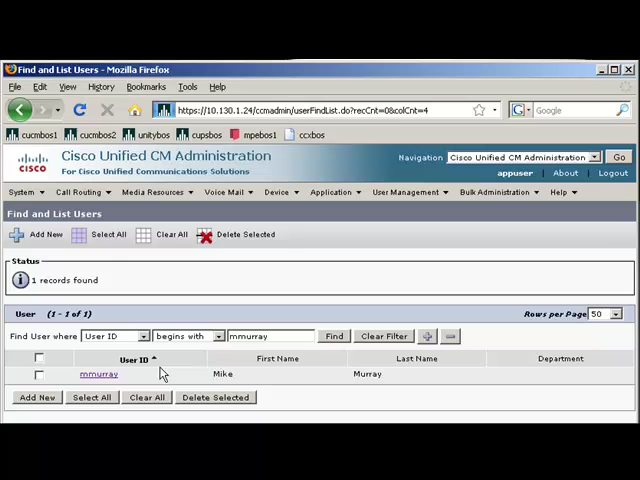 Find and List Users - Mozilla Firefox
File Edit View History Bookmarks Tools Help
https://10.130.1.24/ccmadmin/userFindList.do?recCnt=0&colCnt=4 Google
cucmbos1 cucmbos2 unitybos cupsbos mpebos1 ccxbos
CISCO Cisco Unified CM Administration Navigation Cisco Unified CM Administration Go
For Cisco Unified Communications Solutions appuser About Logout
System Call Routing Media Resources Voice Mail Device Application User Management Bulk Administration Help
Find and List Users
Add New Select All Clear All Delete Selected
Status
1 records found
User (1 - 1 of 1) Rows per Page 50
Find User where User ID begins with mmurray Find Clear Filter
User ID First Name Last Name Department
mmurray Mike Murray
Add New Select All Clear All Delete Selected